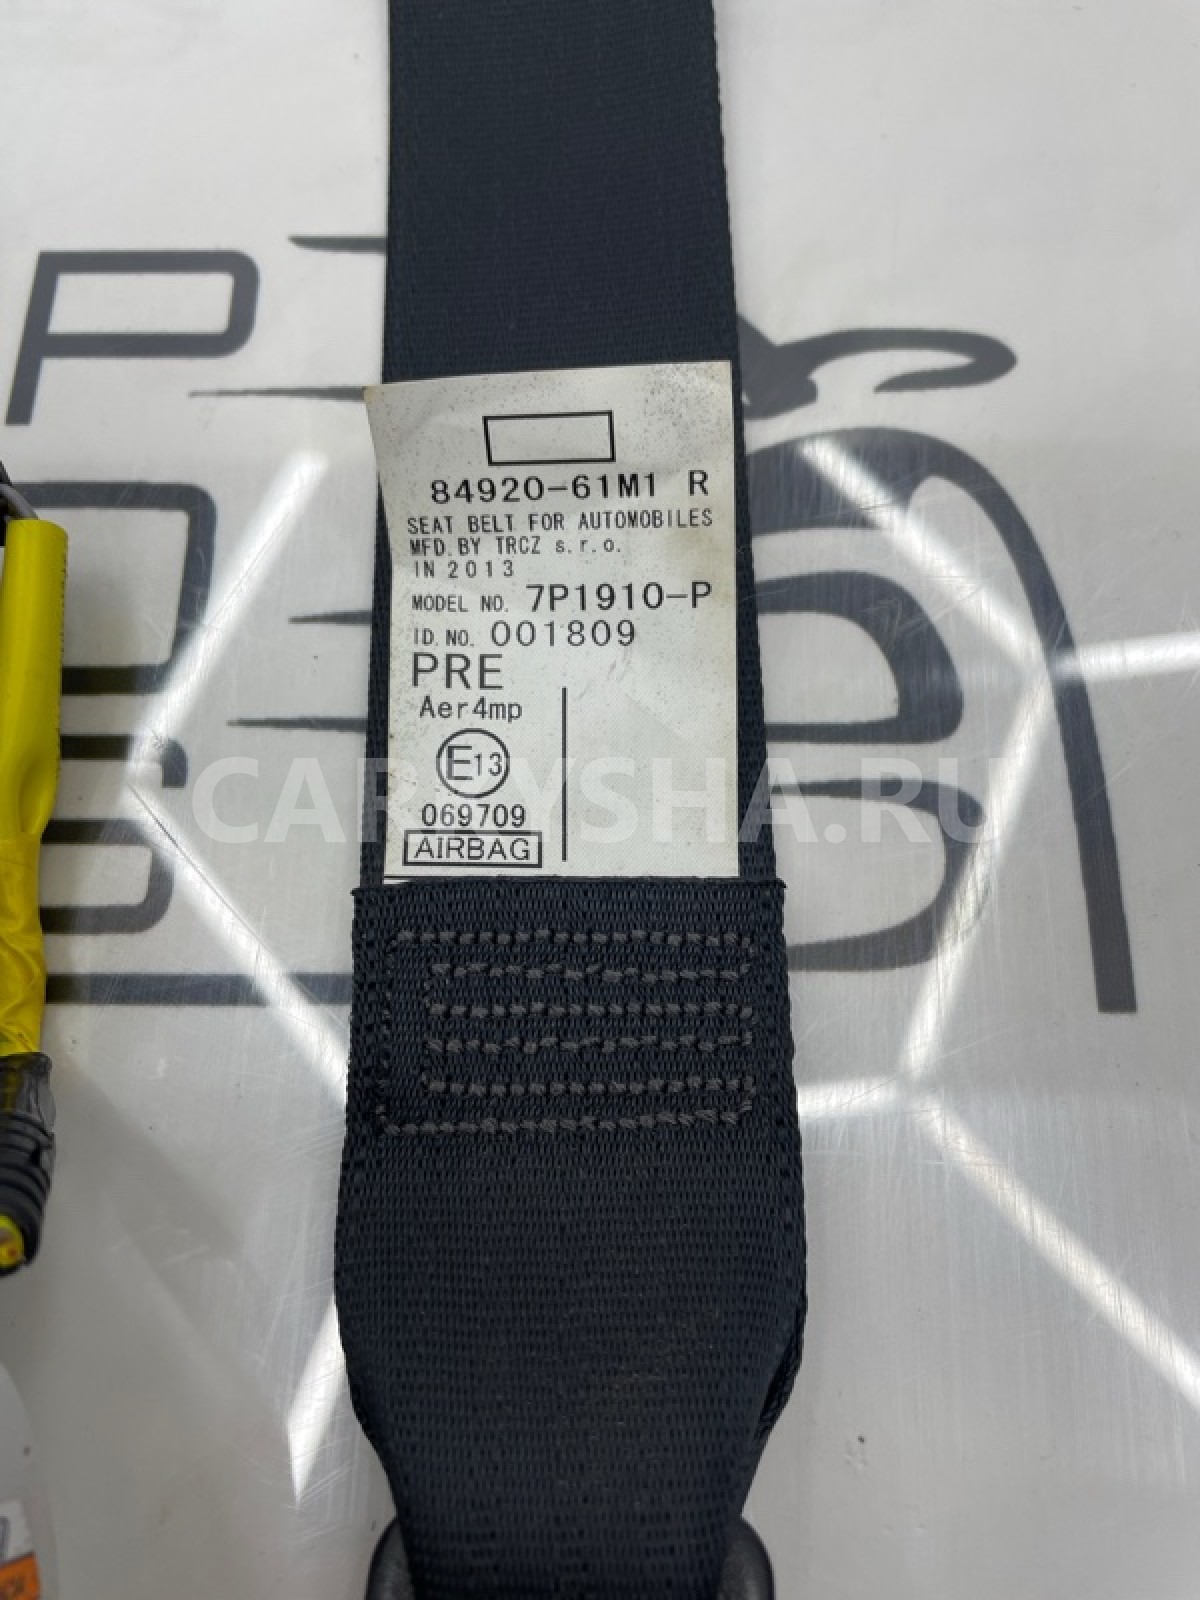 84920-61M1 R
SEAT BELT FOR AUTOMOBILES
MFD. BY TRCZ s.r.o.
IN 2013
MODEL NO. 7P1910-P
ID. NO. 001809
PRE
Aer4mp
E13
069709
AIRBAG